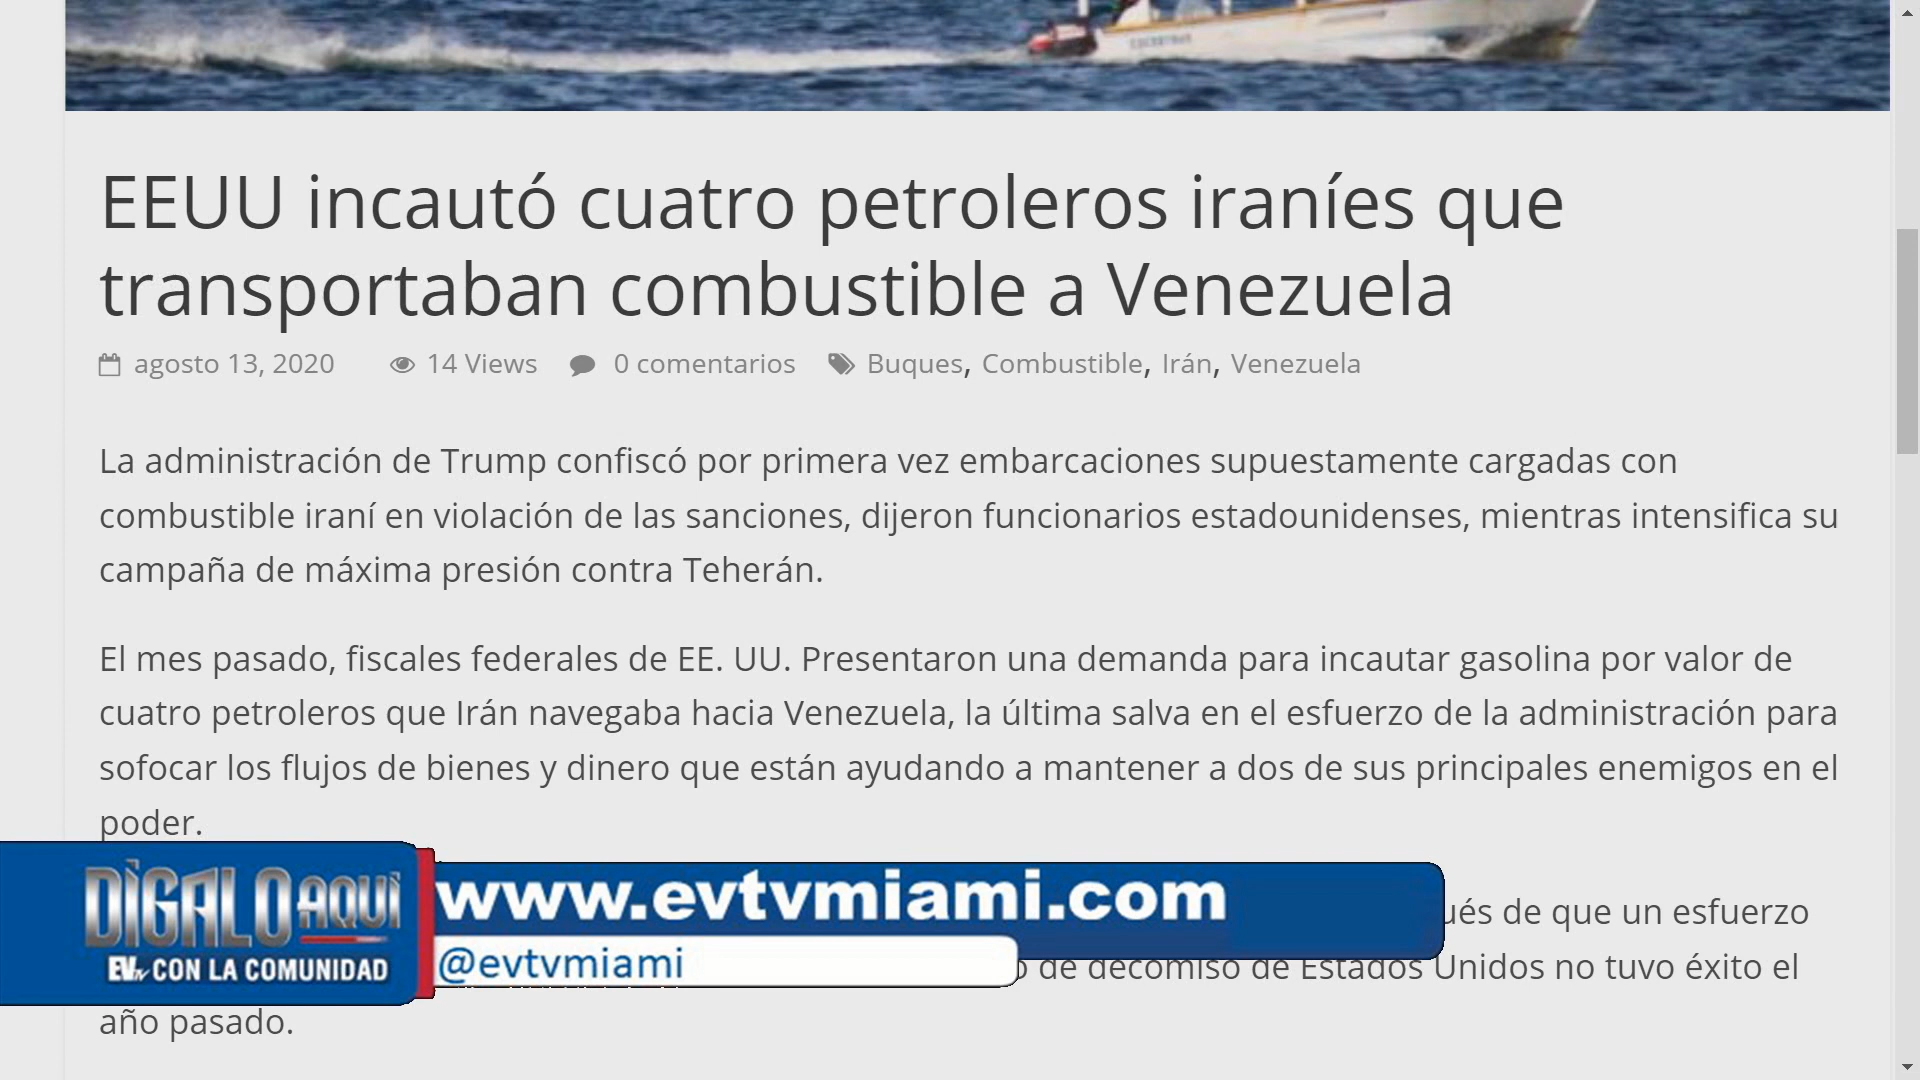 EEUU incautó cuatro petroleros iraníes que
transportaban combustible a Venezuela
agosto 13, 2020 14 Views 0 comentarios Buques, Combustible, Irán, Venezuela
La administración de Trump confiscó por primera vez embarcaciones supuestamente cargadas con
combustible iraní en violación de las sanciones, dijeron funcionarios estadounidenses, mientras intensifica su
campaña de máxima presión contra Teherán.
El mes pasado, fiscales federales de EE. UU. Presentaron una demanda para incautar gasolina por valor de
cuatro petroleros que Irán navegaba hacia Venezuela, la última salva en el esfuerzo de la administración para
sofocar los flujos de bienes y dinero que están ayudando a mantener a dos de sus principales enemigos en el
poder.
de que un esfuerzo
de decomiso de Estados Unidos no tuvo éxito el
año pasado.
DÍGALO AQUÍ
EVtv CON LA COMUNIDAD
www.evtvmiami.com
@evtvmiami